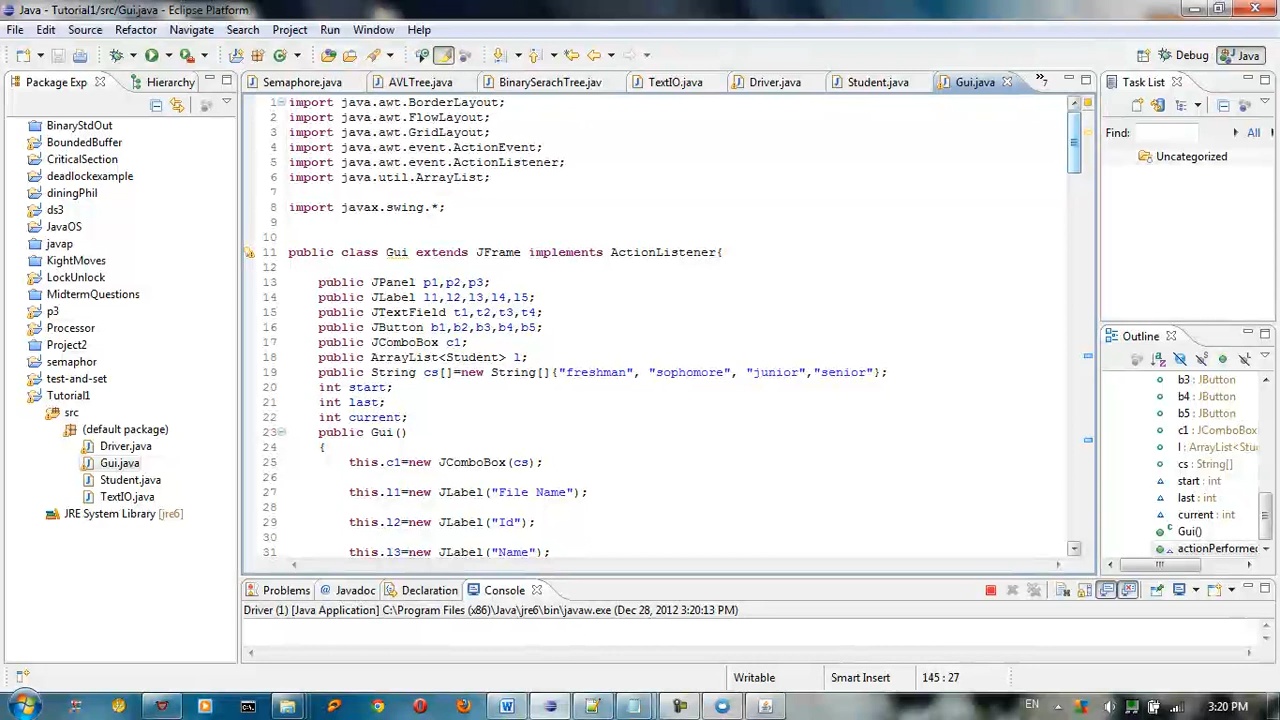 Java - Tutorial1/src/Gui.java - Eclipse Platform
File Edit Source Refactor Navigate Search Project Run Window Help
Debug Java
Package Exp Hierarchy
Semaphore.java AVLTree.java BinarySerachTree.jav TextIO.java Driver.java Student.java Gui.java »7
Task List
Find: All
Uncategorized
BinaryStdOut
BoundedBuffer
CriticalSection
deadlockexample
diningPhil
ds3
JavaOS
javap
KightMoves
LockUnlock
MidtermQuestions
p3
Processor
Project2
semaphor
test-and-set
Tutorial1
src
(default package)
Driver.java
Gui.java
Student.java
TextIO.java
JRE System Library [jre6]
1 import java.awt.BorderLayout;
2 import java.awt.FlowLayout;
3 import java.awt.GridLayout;
4 import java.awt.event.ActionEvent;
5 import java.awt.event.ActionListener;
6 import java.util.ArrayList;
7
8 import javax.swing.*;
9
10
11 public class Gui extends JFrame implements ActionListener{
12
13 public JPanel p1,p2,p3;
14 public JLabel l1,l2,l3,l4,l5;
15 public JTextField t1,t2,t3,t4;
16 public JButton b1,b2,b3,b4,b5;
17 public JComboBox c1;
18 public ArrayList<Student> l;
19 public String cs[]=new String[]{"freshman", "sophomore", "junior","senior"};
20 int start;
21 int last;
22 int current;
23 public Gui()
24 {
25 this.c1=new JComboBox(cs);
26
27 this.l1=new JLabel("File Name");
28
29 this.l2=new JLabel("Id");
30
31 this.l3=new JLabel("Name");
Outline
b3 : JButton
b4 : JButton
b5 : JButton
c1 : JComboBox
l : ArrayList<Stu
cs : String[]
start : int
last : int
current : int
Gui()
actionPerformed
Problems Javadoc Declaration Console
Driver (1) [Java Application] C:\Program Files (x86)\Java\jre6\bin\javaw.exe (Dec 28, 2012 3:20:13 PM)
Writable Smart Insert 145 : 27
EN 3:20 PM